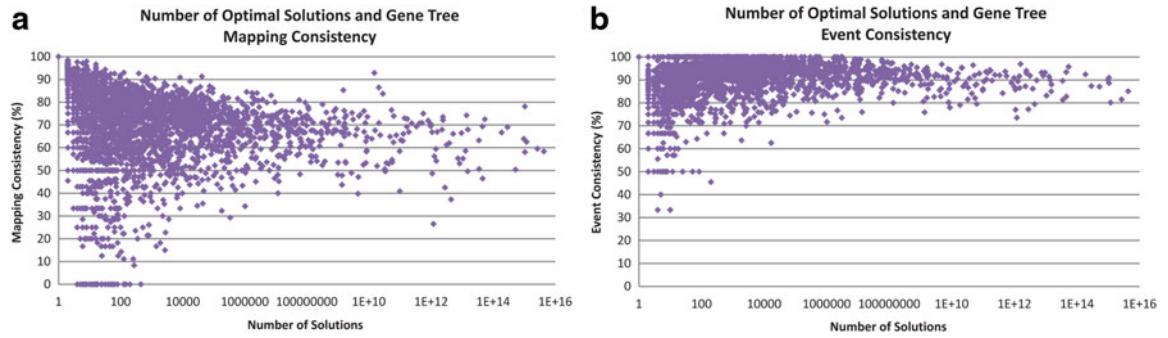 a
Number of Optimal Solutions and Gene Tree
Mapping Consistency
Mapping Consistency (%)
100
90
80
70
60
50
40
30
20
10
0
1 100 10000 1000000 100000000 1E+10 1E+12 1E+14 1E+16
Number of Solutions
b
Number of Optimal Solutions and Gene Tree
Event Consistency
Event Consistency (%)
100
90
80
70
60
50
40
30
20
10
0
1 100 10000 1000000 100000000 1E+10 1E+12 1E+14 1E+16
Number of Solutions